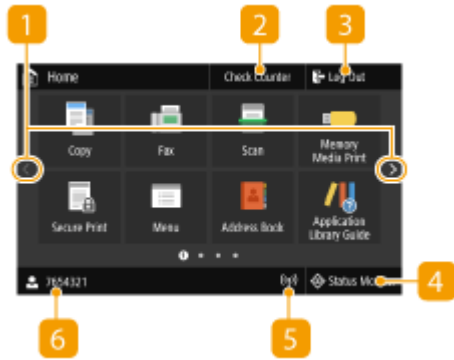 1 2 3
Home Check Counter Log Out
Copy Fax Scan Memory
Media Print
Secure Print Menu Address Book Application
Library Guide
7654321 Status Mo
4
6 5